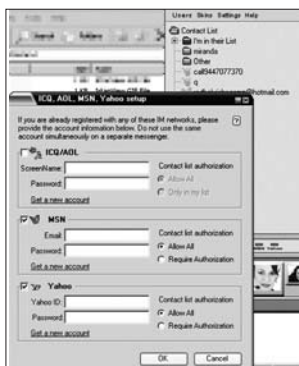 Users Skins Settings Help
Contact List
I'm in their List
miranda
Other
call9447077370
q
@hotmail.com
ICQ, AOL, MSN, Yahoo setup
If you are already registered with any of these IM networks, please
provide the account information below. Do not use the same
account simultaneously on a separate messenger.
ICQ/AOL
ScreenName:
Contact list authorization
Allow All
Password:
Only in my list
Get a new account
MSN
Email:
Contact list authorization
Allow All
Password:
Require Authorization
Get a new account
Yahoo
Yahoo ID:
Contact list authorization
Allow All
Password:
Require Authorization
Get a new account
OK Cancel